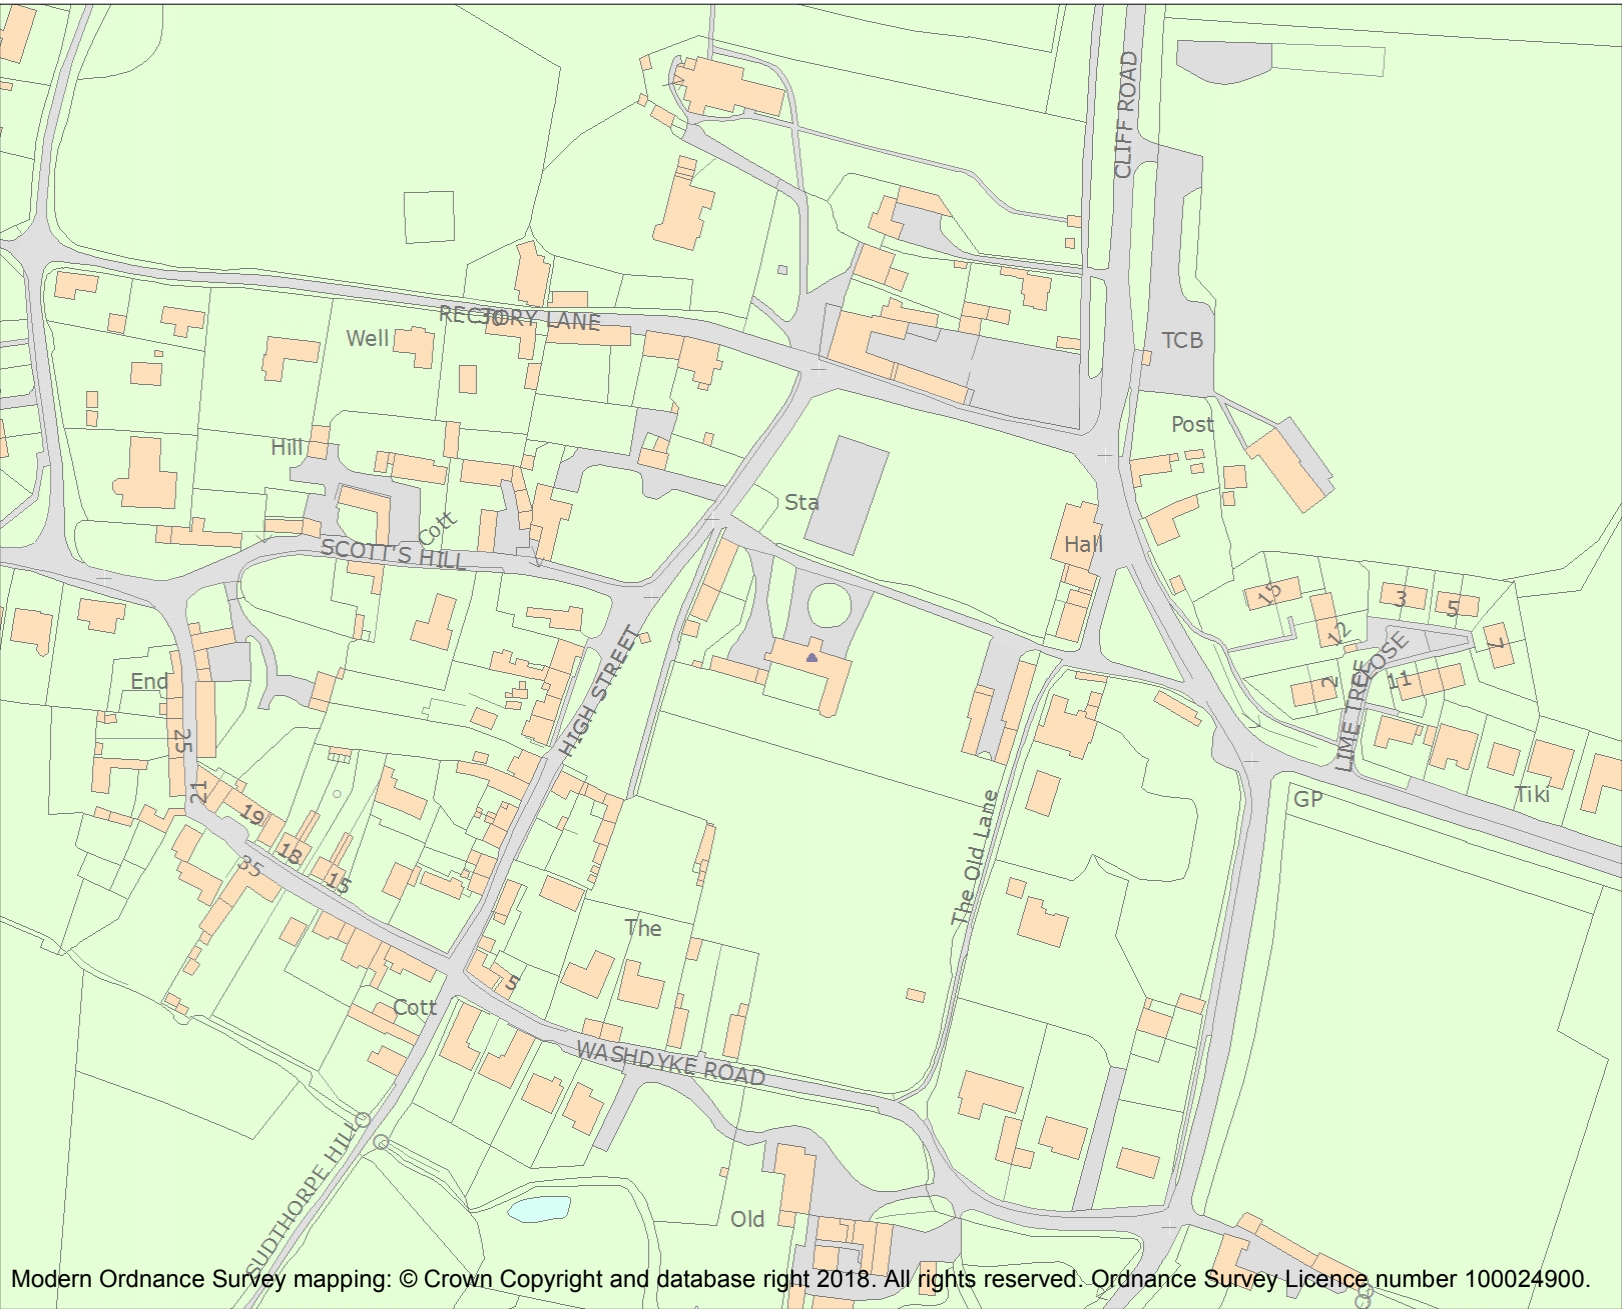 CLIFF ROAD
TCB
RECTORY LANE
30
Well
Post
Hill
Sta
Cott
SCOTT'S HILL
Hall
15
3
5
12
7
HIGH STREET
End
2
11
LIME TREE
CLOSE
25
21
19
18
35
15
The Old Lane
GP
Tiki
The
5
Cott
WASHDYKE ROAD
SUDTHORPE HILL
Old
Modern Ordnance Survey mapping: © Crown Copyright and database right 2018. All rights reserved. Ordnance Survey Licence number 100024900.